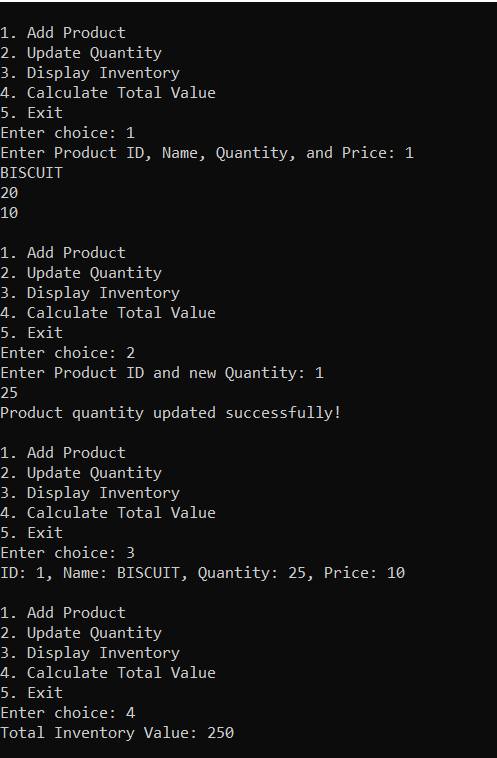 1. Add Product
2. Update Quantity
3. Display Inventory
4. Calculate Total Value
5. Exit
Enter choice: 1
Enter Product ID, Name, Quantity, and Price: 1
BISCUIT
20
10
1. Add Product
2. Update Quantity
3. Display Inventory
4. Calculate Total Value
5. Exit
Enter choice: 2
Enter Product ID and new Quantity: 1
25
Product quantity updated successfully!
1. Add Product
2. Update Quantity
3. Display Inventory
4. Calculate Total Value
5. Exit
Enter choice: 3
ID: 1, Name: BISCUIT, Quantity: 25, Price: 10
1. Add Product
2. Update Quantity
3. Display Inventory
4. Calculate Total Value
5. Exit
Enter choice: 4
Total Inventory Value: 250